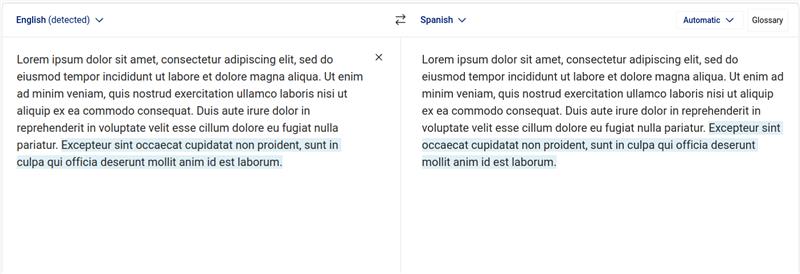 English (detected)
Spanish
Automatic
Glossary
Lorem ipsum dolor sit amet, consectetur adipiscing elit, sed do
eiusmod tempor incididunt ut labore et dolore magna aliqua. Ut enim
ad minim veniam, quis nostrud exercitation ullamco laboris nisi ut
aliquip ex ea commodo consequat. Duis aute irure dolor in
reprehenderit in voluptate velit esse cillum dolore eu fugiat nulla
pariatur. Excepteur sint occaecat cupidatat non proident, sunt in
culpa qui officia deserunt mollit anim id est laborum.
Lorem ipsum dolor sit amet, consectetur adipiscing elit, sed do
eiusmod tempor incididunt ut labore et dolore magna aliqua. Ut enim ad
minim veniam, quis nostrud exercitation ullamco laboris nisi ut aliquip
ex ea commodo consequat. Duis aute irure dolor in reprehenderit in
voluptate velit esse cillum dolore eu fugiat nulla pariatur. Excepteur sint
occaecat cupidatat non proident, sunt in culpa qui officia deserunt
mollit anim id est laborum.